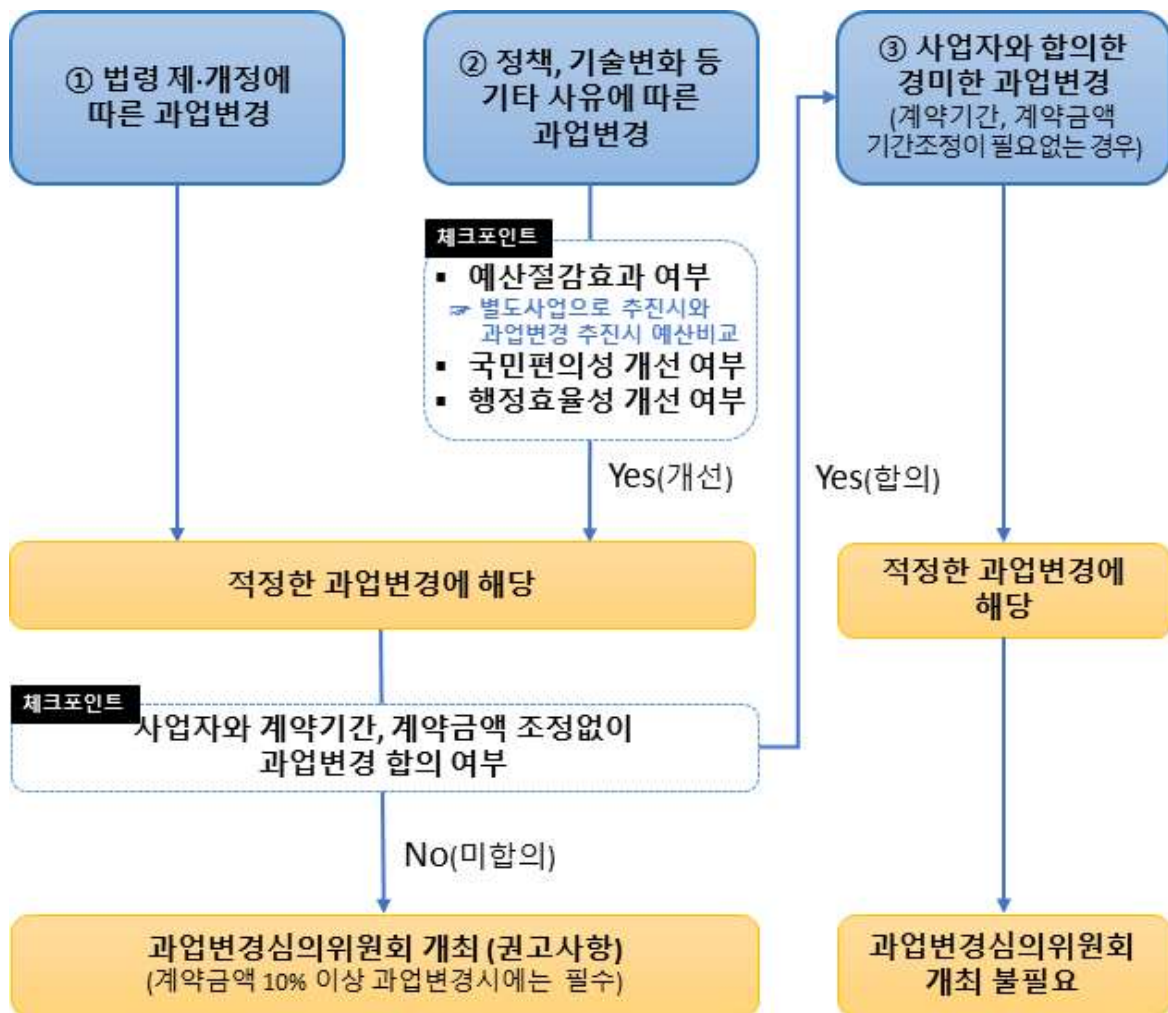 ① 법령 제·개정에
따른 과업변경
② 정책, 기술변화 등
기타 사유에 따른
과업변경
③ 사업자와 합의한
경미한 과업변경
(계약기간, 계약금액
기간조정이 필요없는 경우)
체크포인트
▪ 예산절감효과 여부
☞ 별도사업으로 추진시와
과업변경 추진시 예산비교
▪ 국민편의성 개선 여부
▪ 행정효율성 개선 여부
Yes(개선)
Yes(합의)
적정한 과업변경에 해당
적정한 과업변경에
해당
체크포인트
사업자와 계약기간, 계약금액 조정없이
과업변경 합의 여부
No(미합의)
과업변경심의위원회 개최 (권고사항)
(계약금액 10% 이상 과업변경시에는 필수)
과업변경심의위원회
개최 불필요